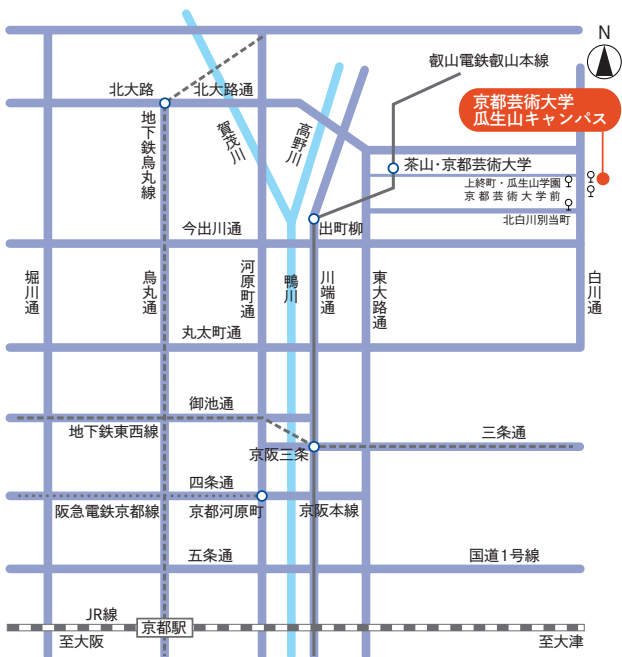 N
叡山電鉄叡山本線
北大路
北大路通
京都芸術大学
瓜生山キャンパス
地下鉄烏丸線
賀茂川
高野川
茶山・京都芸術大学
上終町・瓜生山学園
京都芸術大学前
北白川別当町
今出川通
出町柳
堀川通
烏丸通
河原町通
鴨川
川端通
東大路通
白川通
丸太町通
御池通
地下鉄東西線
三条通
京阪三条
四条通
阪急電鉄京都線
京都河原町
京阪本線
五条通
国道1号線
JR線
京都駅
至大阪
至大津